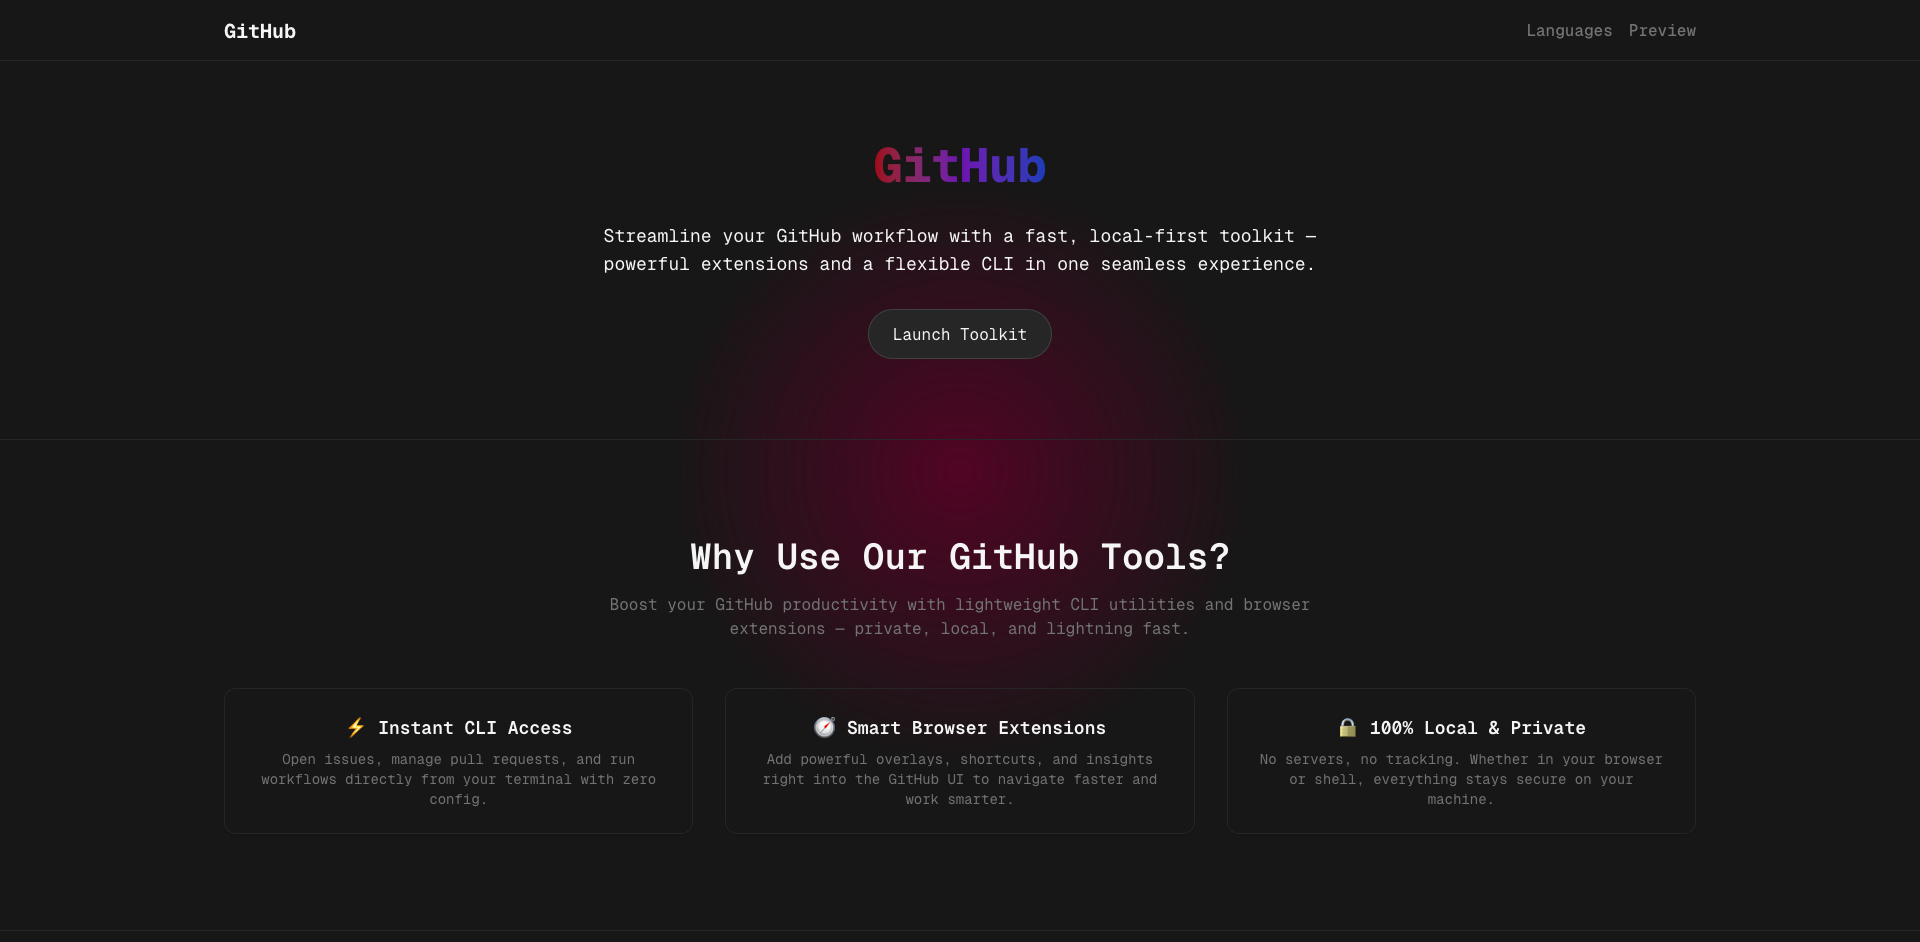 GitHub
Languages Preview
GitHub
Streamline your GitHub workflow with a fast, local-first toolkit —
powerful extensions and a flexible CLI in one seamless experience.
Launch Toolkit
Why Use Our GitHub Tools?
Boost your GitHub productivity with lightweight CLI utilities and browser
extensions — private, local, and lightning fast.
⚡ Instant CLI Access
Open issues, manage pull requests, and run
workflows directly from your terminal with zero
config.
🧭 Smart Browser Extensions
Add powerful overlays, shortcuts, and insights
right into the GitHub UI to navigate faster and
work smarter.
🔒 100% Local & Private
No servers, no tracking. Whether in your browser
or shell, everything stays secure on your
machine.